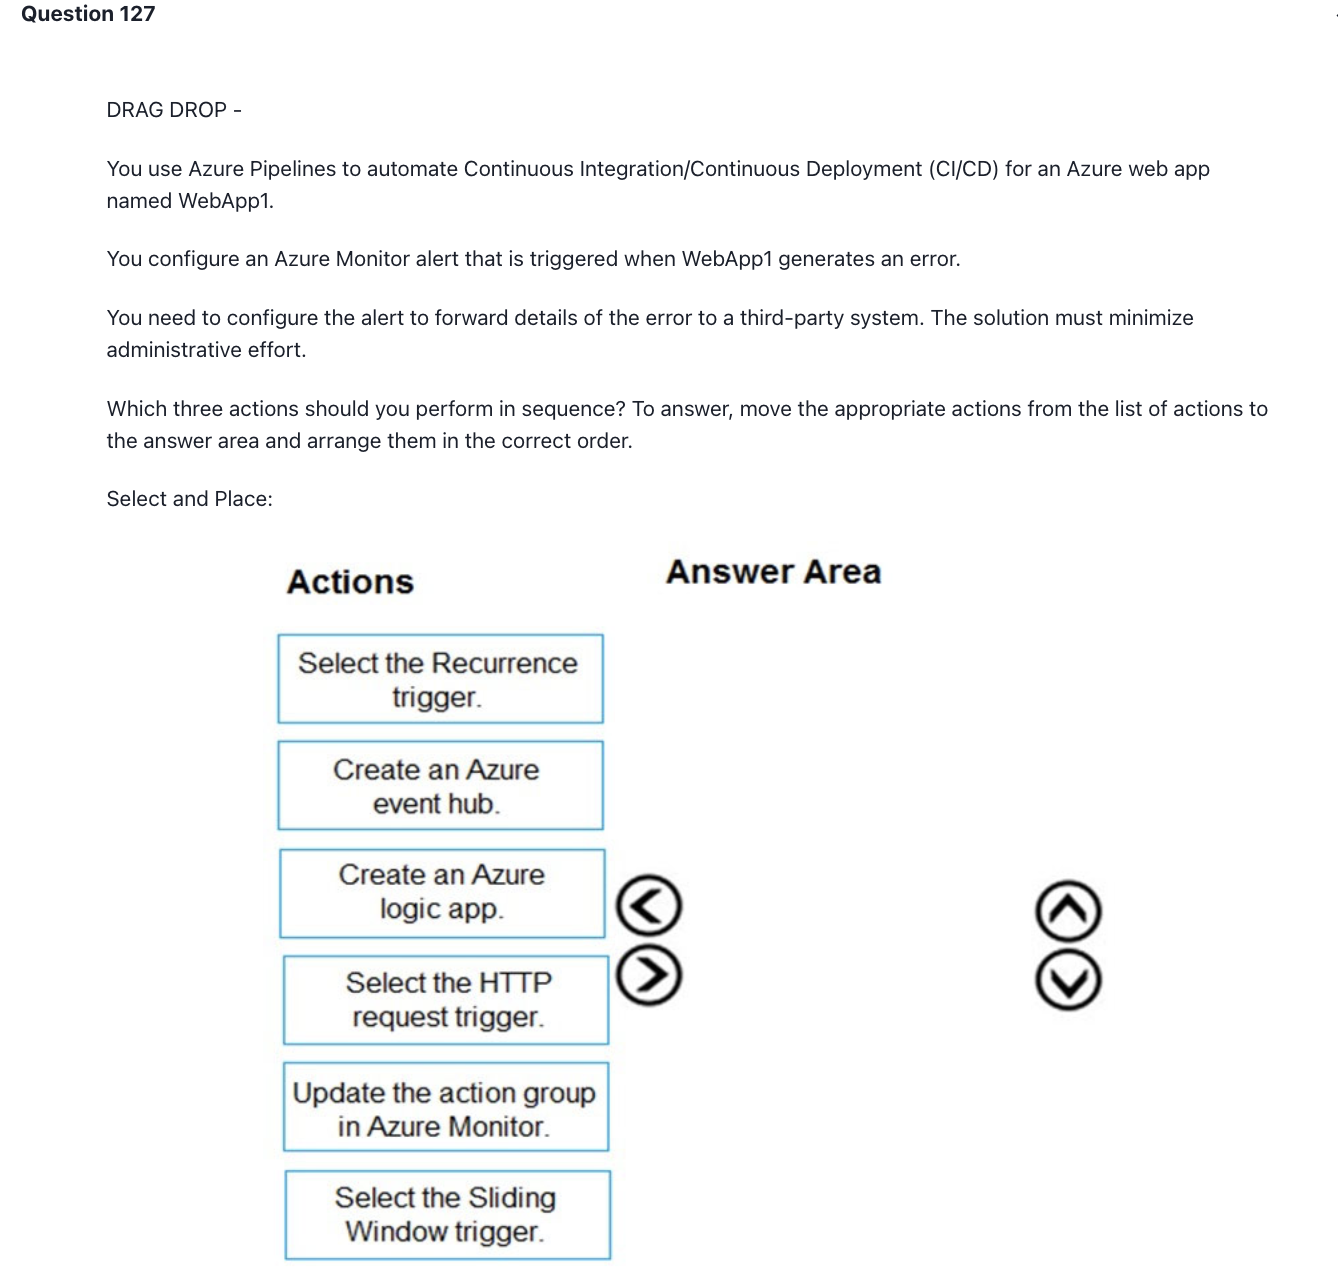 Question 127
DRAG DROP -
You use Azure Pipelines to automate Continuous Integration/Continuous Deployment (CI/CD) for an Azure web app
named WebApp1.
You configure an Azure Monitor alert that is triggered when WebApp1 generates an error.
You need to configure the alert to forward details of the error to a third-party system. The solution must minimize
administrative effort.
Which three actions should you perform in sequence? To answer, move the appropriate actions from the list of actions to
the answer area and arrange them in the correct order.
Select and Place:
Actions
Answer Area
Select the Recurrence
trigger.
Create an Azure
event hub.
Create an Azure
logic app.
Select the HTTP
request trigger.
Update the action group
in Azure Monitor.
Select the Sliding
Window trigger.